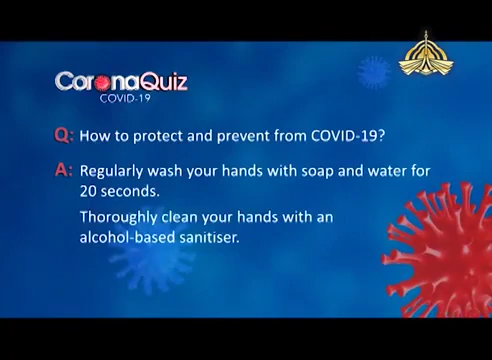 CoronaQuiz
COVID-19
Q: How to protect and prevent from COVID-19?
A: Regularly wash your hands with soap and water for
20 seconds.
Thoroughly clean your hands with an
alcohol-based sanitiser.